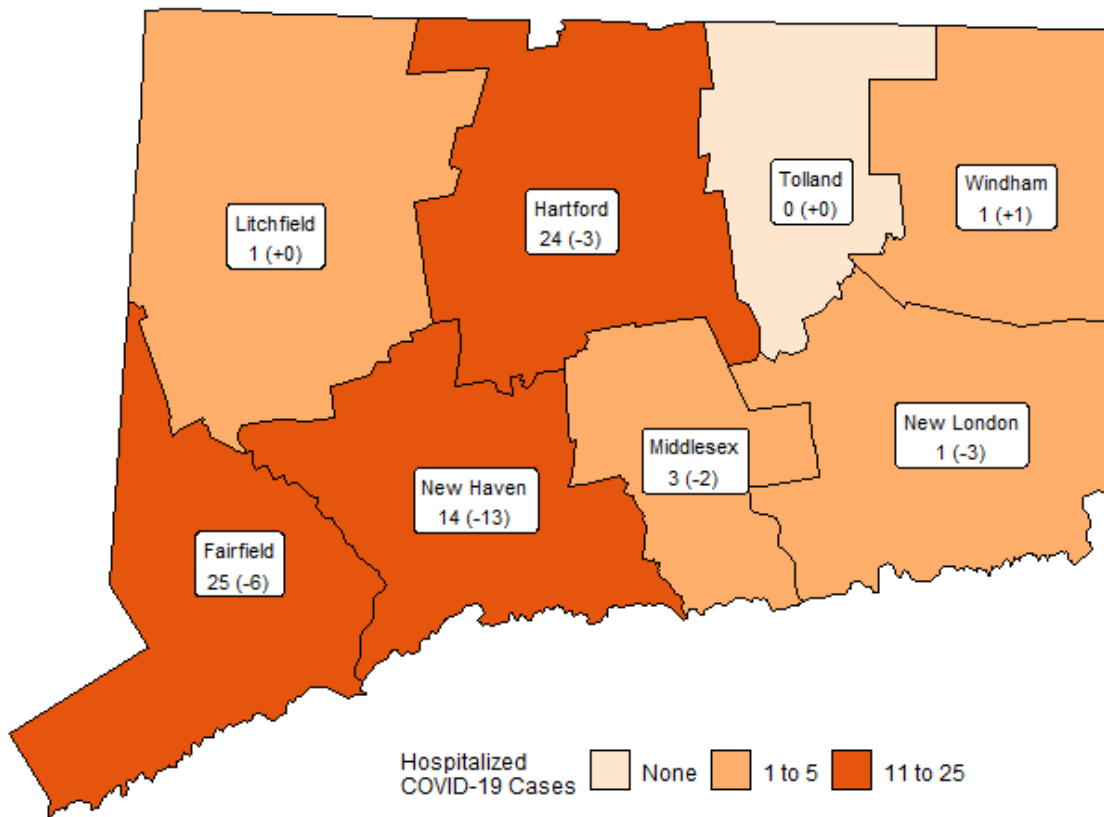 Litchfield
1 (+0)
Hartford
24 (-3)
Tolland
0 (+0)
Windham
1 (+1)
Fairfield
25 (-6)
New Haven
14 (-13)
Middlesex
3 (-2)
New London
1 (-3)
Hospitalized
COVID-19 Cases
None
1 to 5
11 to 25